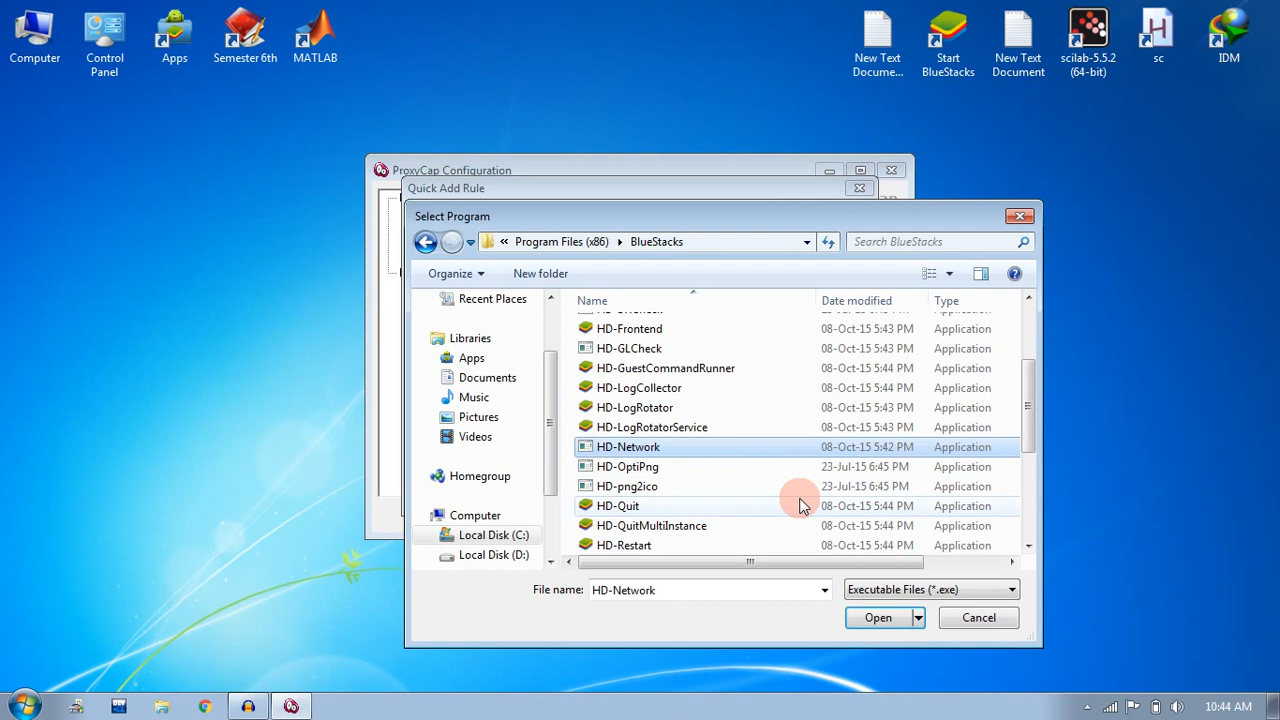 Computer
Control
Panel
Apps
Semester 6th
MATLAB
New Text
Docume...
Start
BlueStacks
New Text
Document
scilab-5.5.2
(64-bit)
sc
IDM
ProxyCap Configuration
Quick Add Rule
Select Program
« Program Files (x86) BlueStacks
Search BlueStacks
Organize
New folder
Recent Places
Libraries
Apps
Documents
Music
Pictures
Videos
Homegroup
Computer
Local Disk (C:)
Local Disk (D:)
Name Date modified Type
HD-Frontend 08-Oct-15 5:43 PM Application
HD-GLCheck 08-Oct-15 5:43 PM Application
HD-GuestCommandRunner 08-Oct-15 5:44 PM Application
HD-LogCollector 08-Oct-15 5:44 PM Application
HD-LogRotator 08-Oct-15 5:43 PM Application
HD-LogRotatorService 08-Oct-15 5:43 PM Application
HD-Network 08-Oct-15 5:42 PM Application
HD-OptiPng 23-Jul-15 6:45 PM Application
HD-png2ico 23-Jul-15 6:45 PM Application
HD-Quit 08-Oct-15 5:44 PM Application
HD-QuitMultiInstance 08-Oct-15 5:44 PM Application
HD-Restart 08-Oct-15 5:44 PM Application
File name: HD-Network
Executable Files (*.exe)
Open
Cancel
10:44 AM